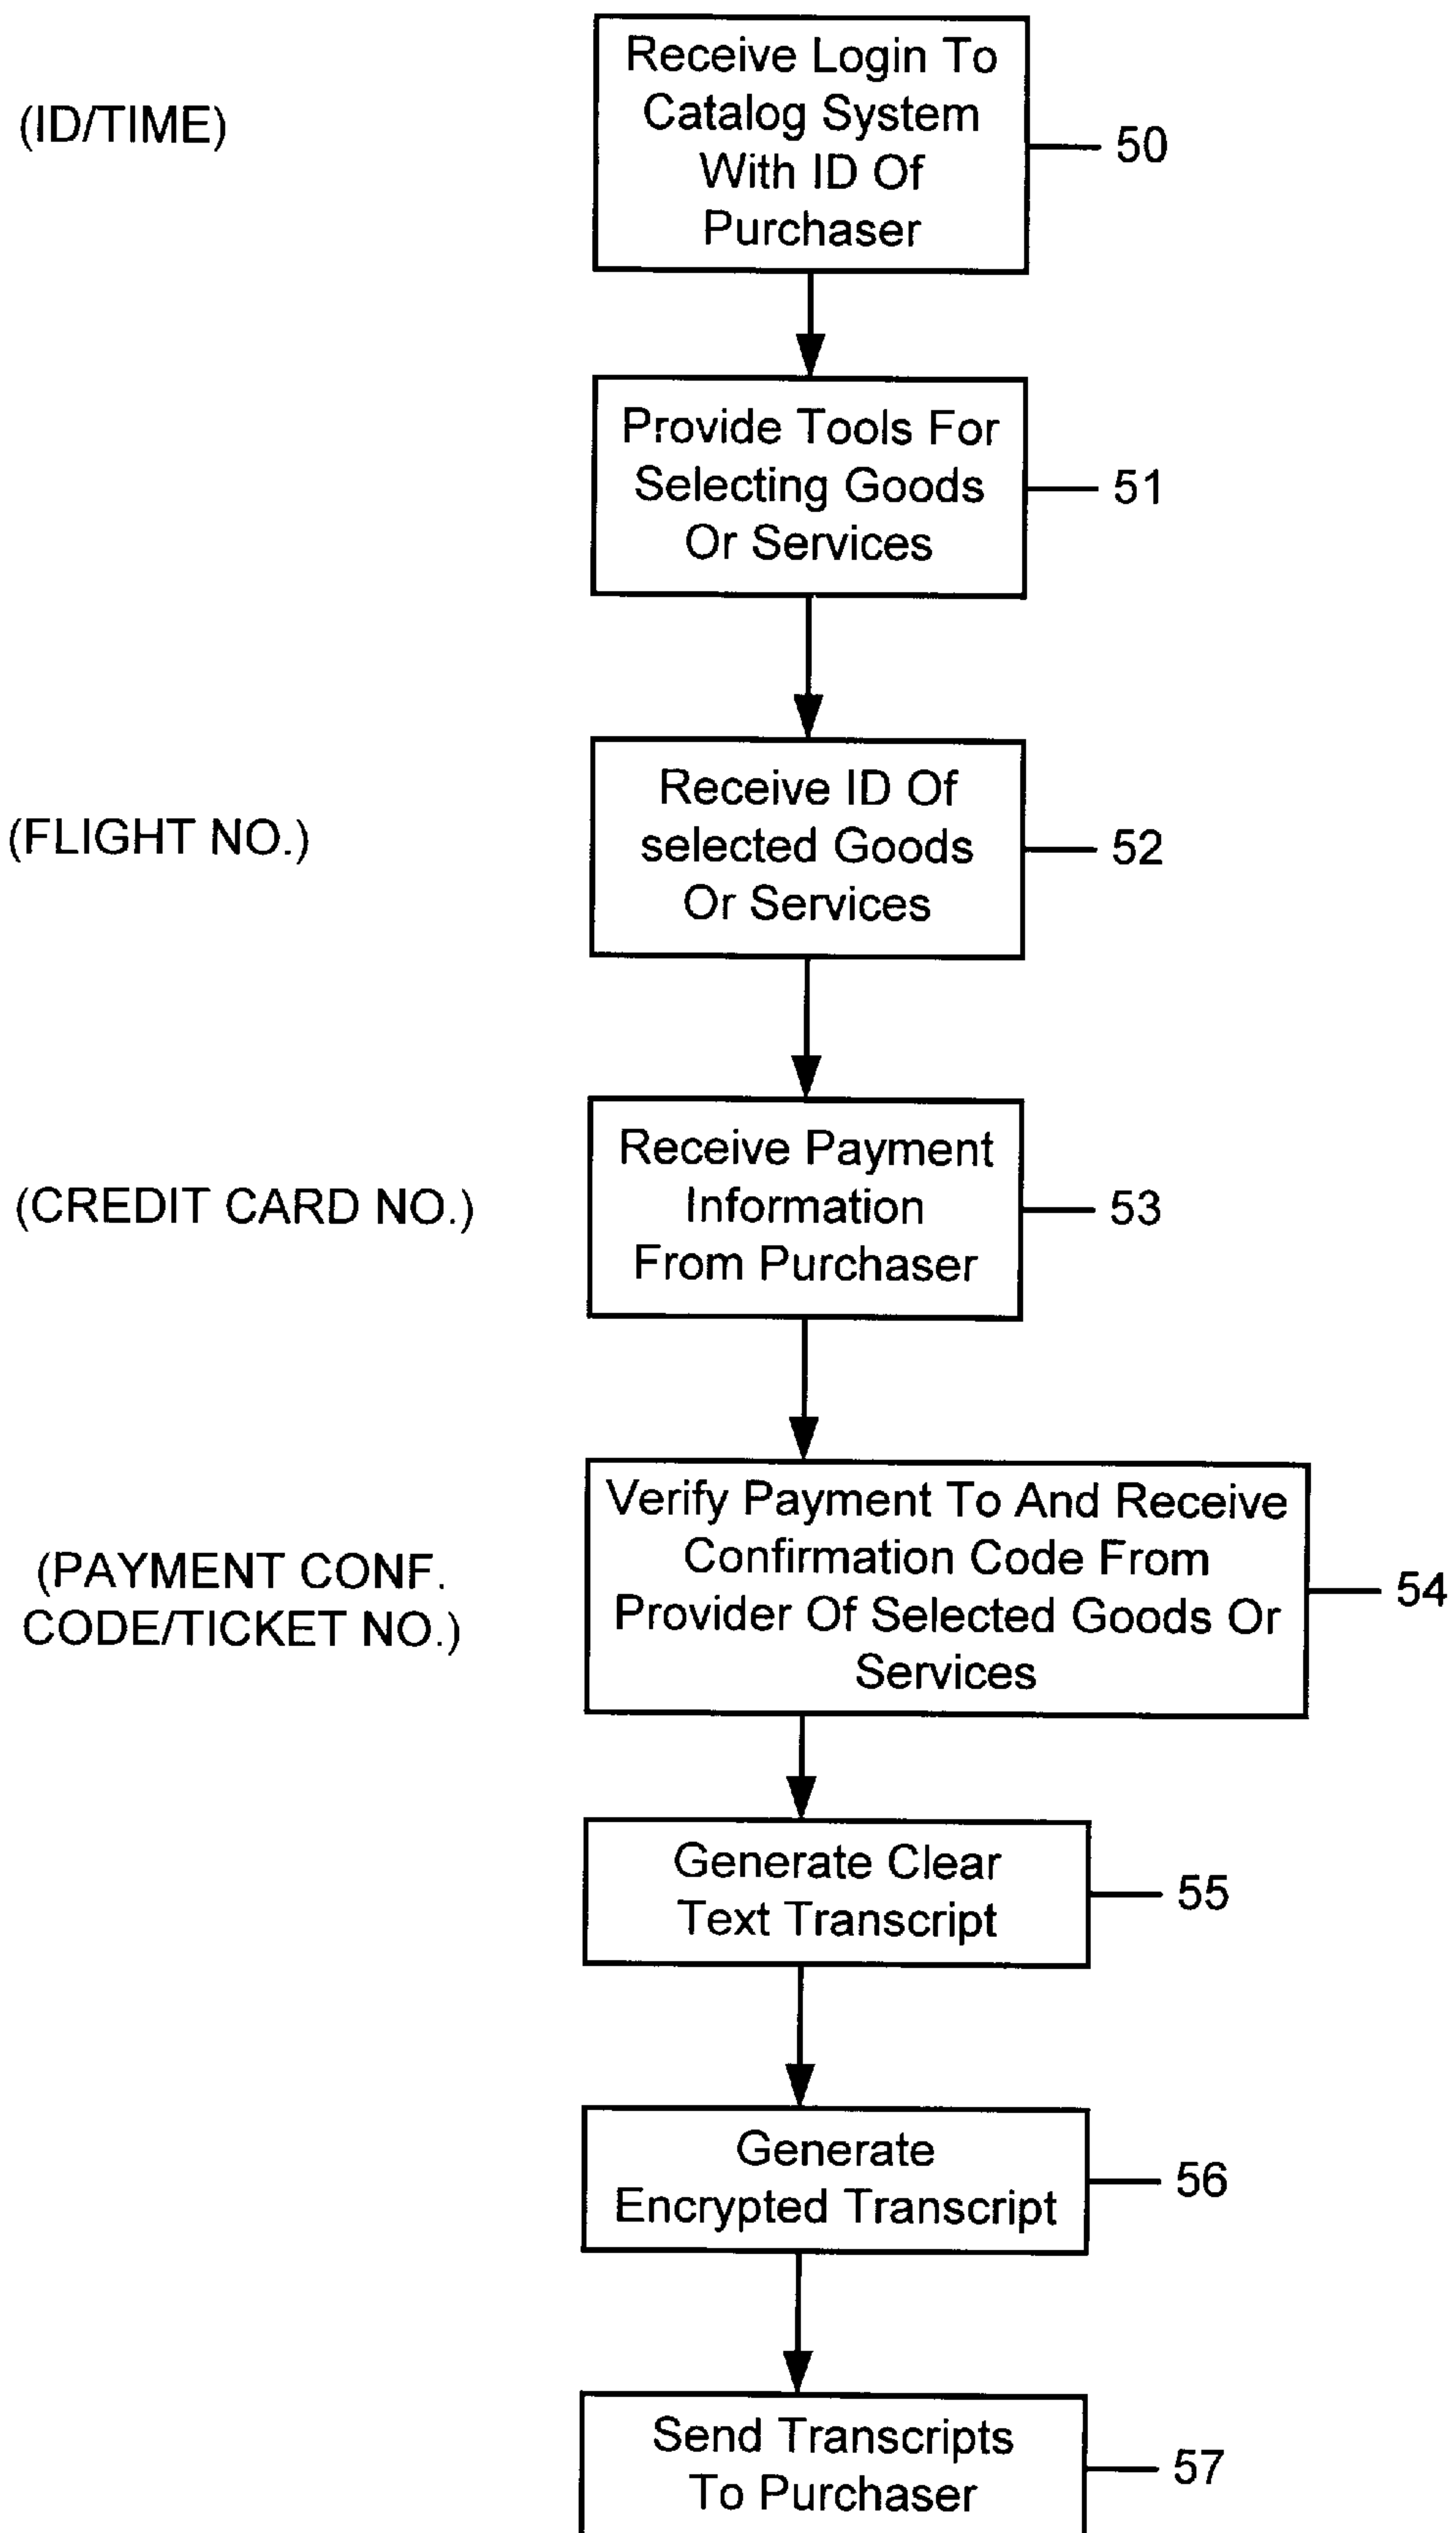 Receive Login To
(ID/TIME)
Catalog System
50
With ID Of
Purchaser
Provide Tools For
Selecting Goods
51
Or Services
Receive ID Of
(FLIGHT NO.)
selected Goods
52
Or Services
Receive Payment
(CREDIT CARD NO.)
Information
53
From Purchaser
Verify Payment To And Receive
(PAYMENT CONF.
CODE/TICKET NO.)
Confirmation Code From
Provider Of Selected Goods Or
Services
54
Generate Clear
Text Transcript
55
Generate
Encrypted Transcript
56
Send Transcripts
To Purchaser
57